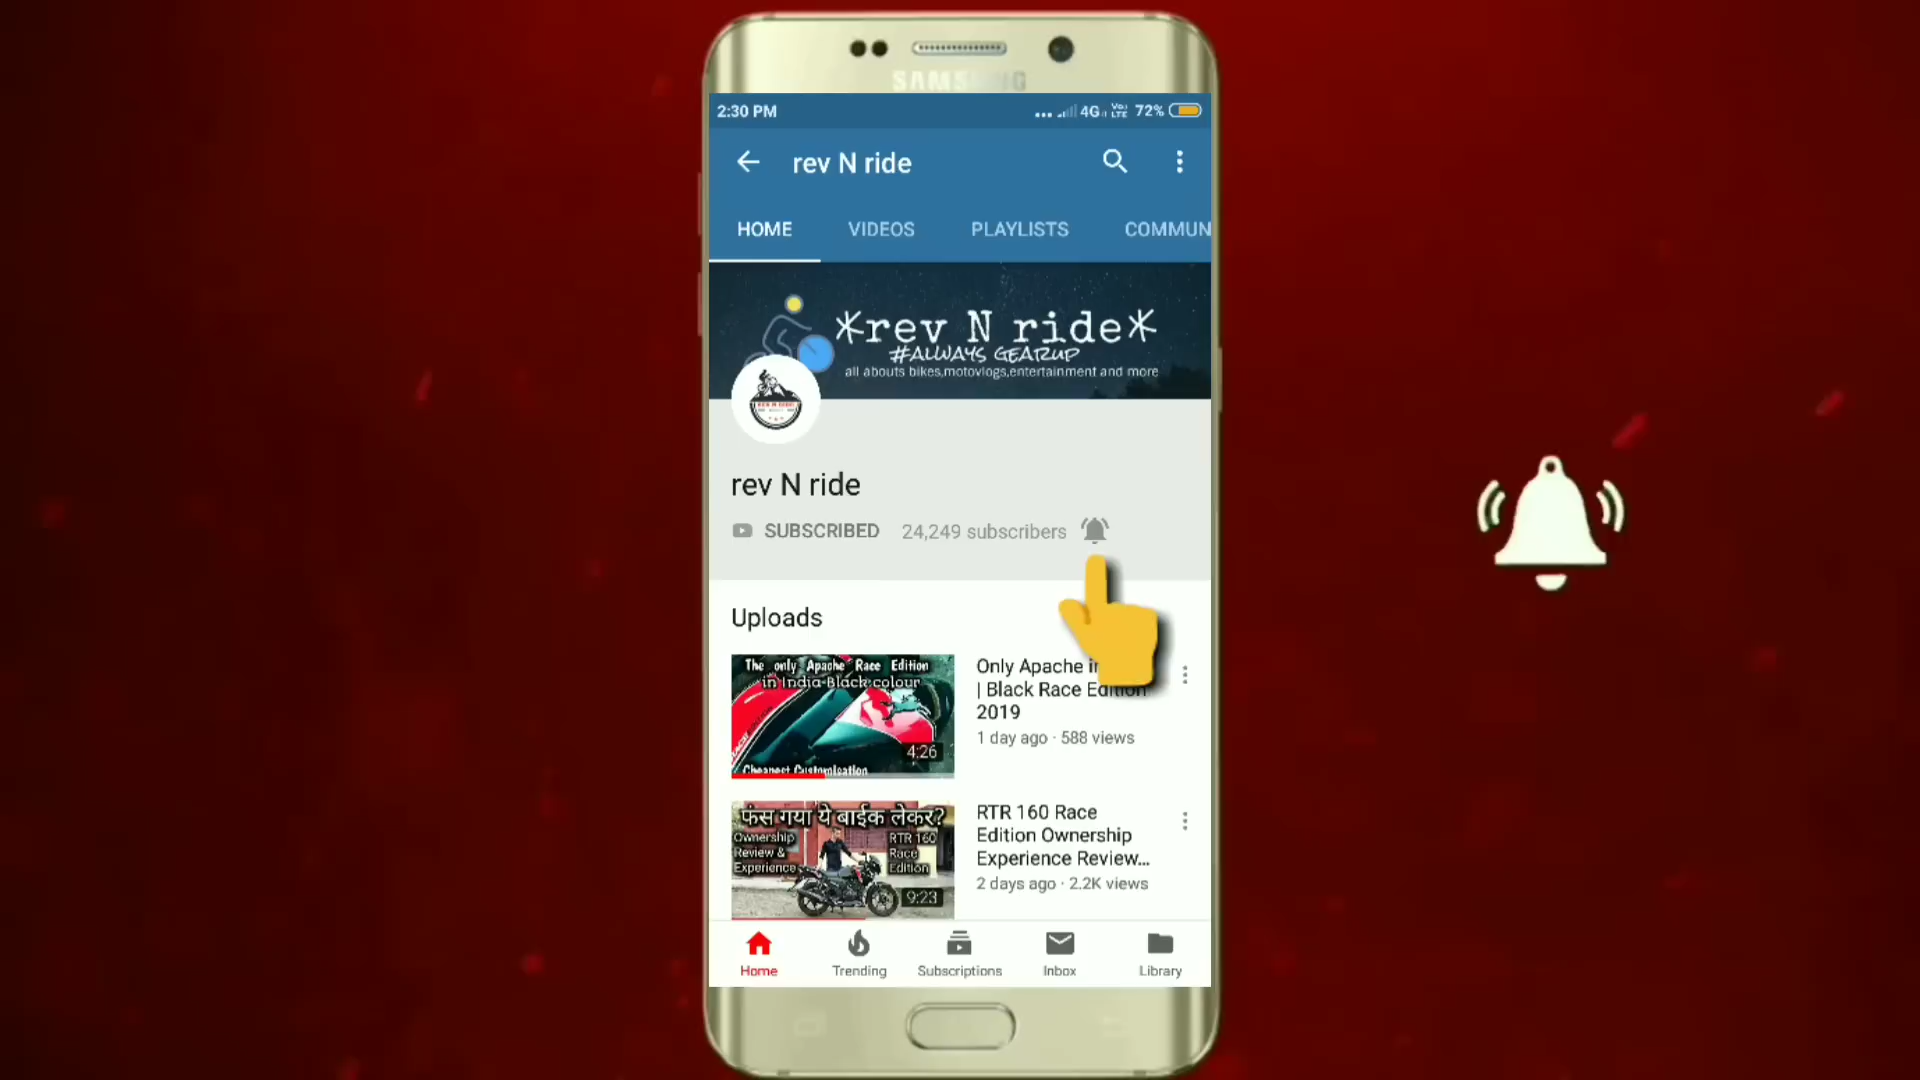 SAMSUNG
2:30 PM
4G
Vo)
LTE
72%
rev N ride
HOME
VIDEOS
PLAYLISTS
COMMUN
*rev N ride*
#ALWAYS GEARUP
all abouts bikes,motovlogs,entertainment and more
rev N ride
SUBSCRIBED
24,249 subscribers
Uploads
The only Apache Race Edition
in India-Black colour
4:26
Cheapest Customisation
Only Apache in
| Black Race Edition
2019
1 day ago · 588 views
फंस गया ये बाईक लेकर?
Ownership
Review &
Experience
RTR 160
Race
Edition
9:23
RTR 160 Race
Edition Ownership
Experience Review...
2 days ago · 2.2K views
Home
Trending
Subscriptions
Inbox
Library